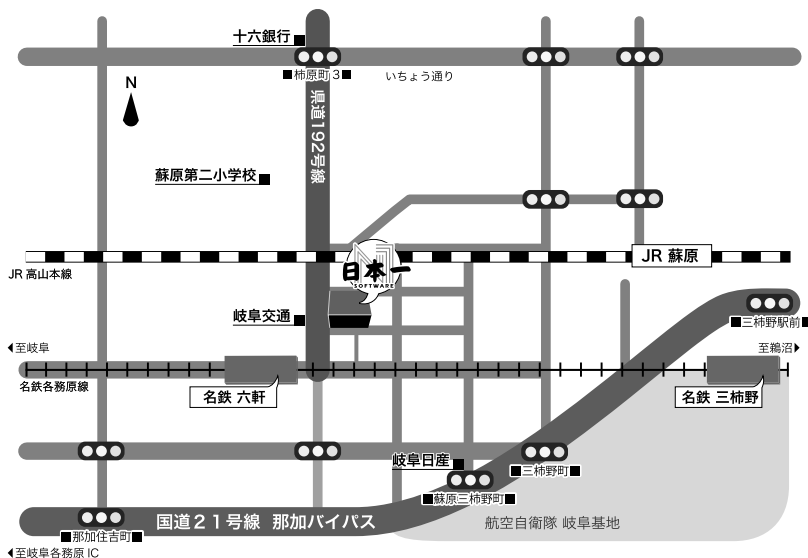 十六銀行
柿原町3
いちょう通り
N
県道192号線
蘇原第二小学校
JR 蘇原
日本一
SOFTWARE
JR 高山本線
岐阜交通
三柿野駅前
至岐阜
至鵜沼
名鉄各務原線
名鉄 六軒
名鉄 三柿野
岐阜日産
三柿野町
蘇原三柿野町
国道21号線 那加バイパス
航空自衛隊 岐阜基地
那加住吉町
至岐阜各務原 IC